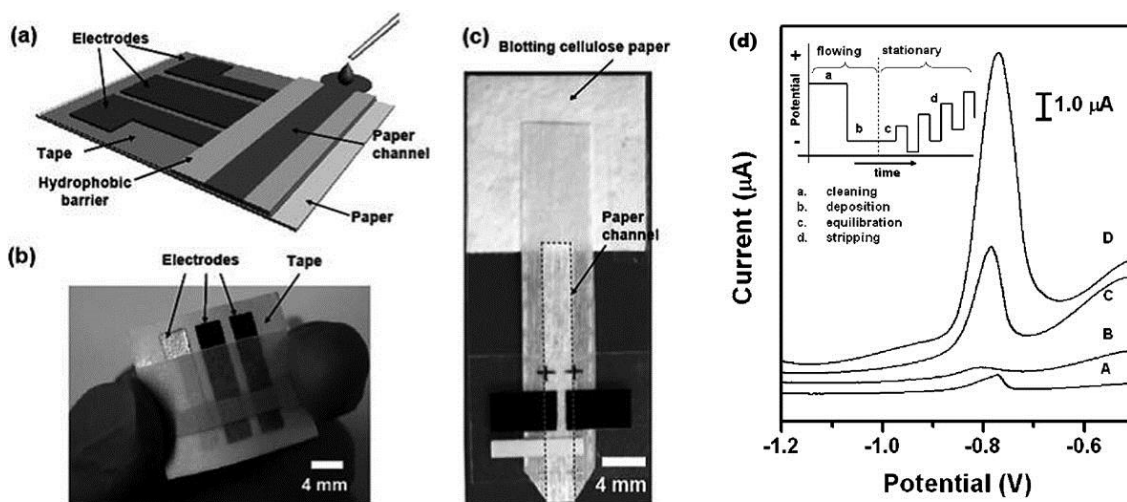 (a)
Electrodes
Tape
Hydrophobic
barrier
Paper
channel
Paper
(b)
Electrodes
Tape
4 mm
(c)
Blotting cellulose paper
Paper
channel
4 mm
(d)
flowing
stationary
+
Potential
-
a
b
c
d
time
a. cleaning
b. deposition
c. equilibration
d. stripping
1.0 μA
D
C
B
A
Current (μA)
-1.2
-1.0
-0.8
-0.6
Potential (V)